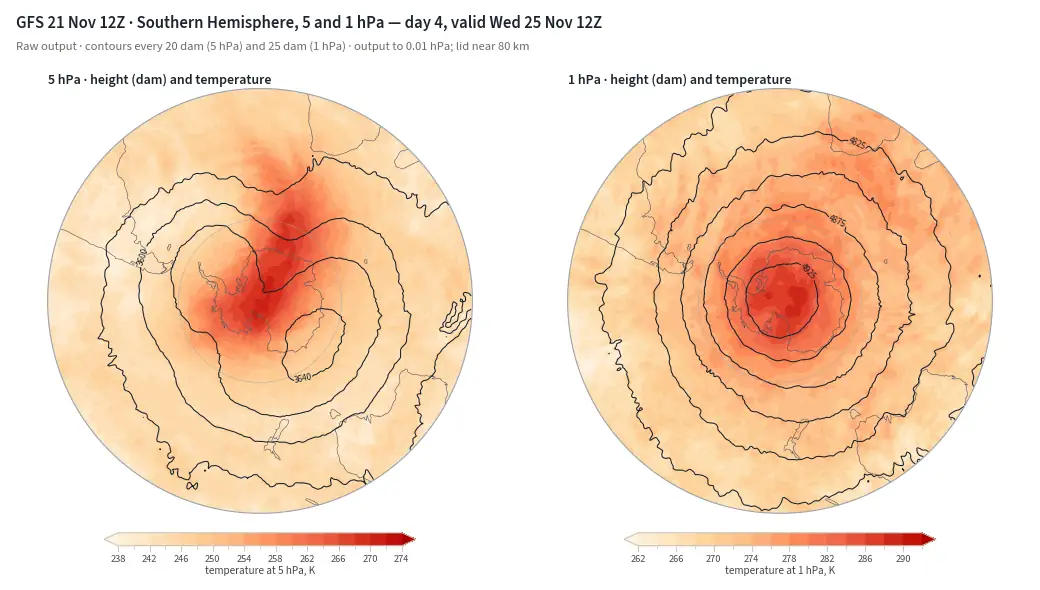 GFS 21 Nov 12Z · Southern Hemisphere, 5 and 1 hPa — day 4, valid Wed 25 Nov 12Z
Raw output · contours every 20 dam (5 hPa) and 25 dam (1 hPa) · output to 0.01 hPa; lid near 80 km
5 hPa · height (dam) and temperature
1 hPa · height (dam) and temperature
3600
3640
4825
4875
4925
238 242 246 250 254 258 262 266 270 274
temperature at 5 hPa, K
262 266 270 274 278 282 286 290
temperature at 1 hPa, K